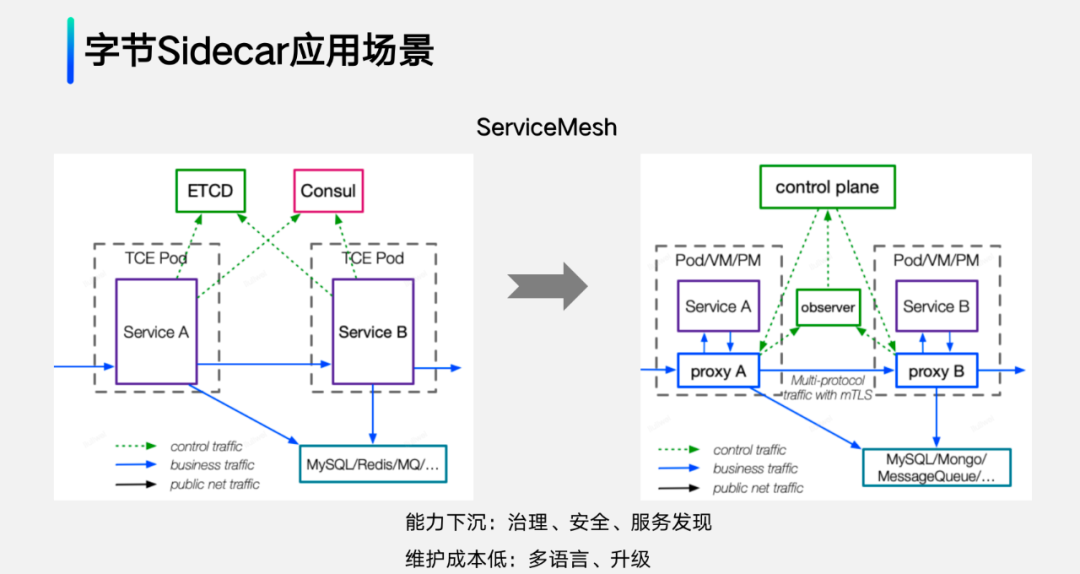 字节Sidecar应用场景
ServiceMesh
ETCD
Consul
TCE Pod
TCE Pod
Service A
Service B
MySQL/Redis/MQ/...
control traffic
business traffic
public net traffic
control plane
Pod/VM/PM
Pod/VM/PM
Service A
observer
Service B
proxy A
proxy B
Multi-protocol
traffic with mTLS
MySQL/Mongo/
MessageQueue/...
control traffic
business traffic
public net traffic
能力下沉：治理、安全、服务发现
维护成本低：多语言、升级